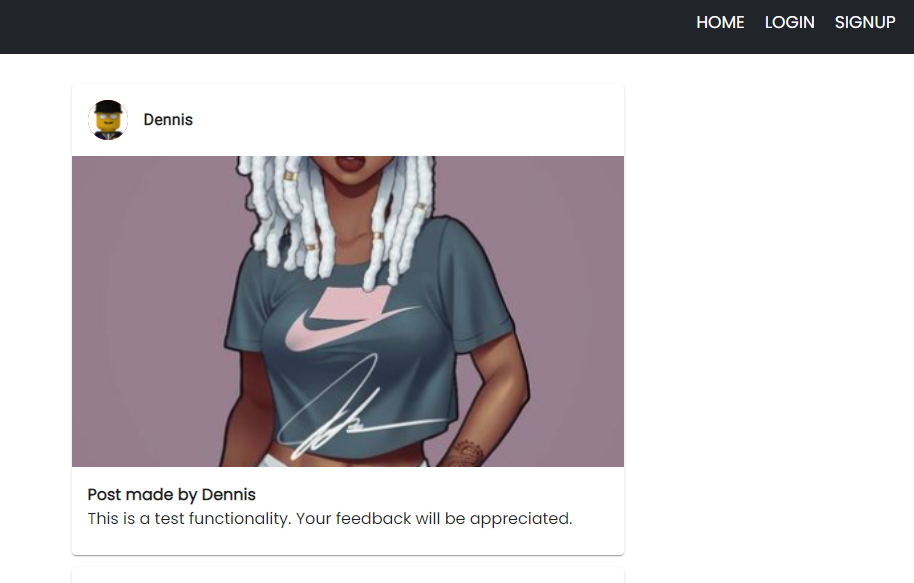 HOME LOGIN SIGNUP
Dennis
Post made by Dennis
This is a test functionality. Your feedback will be appreciated.